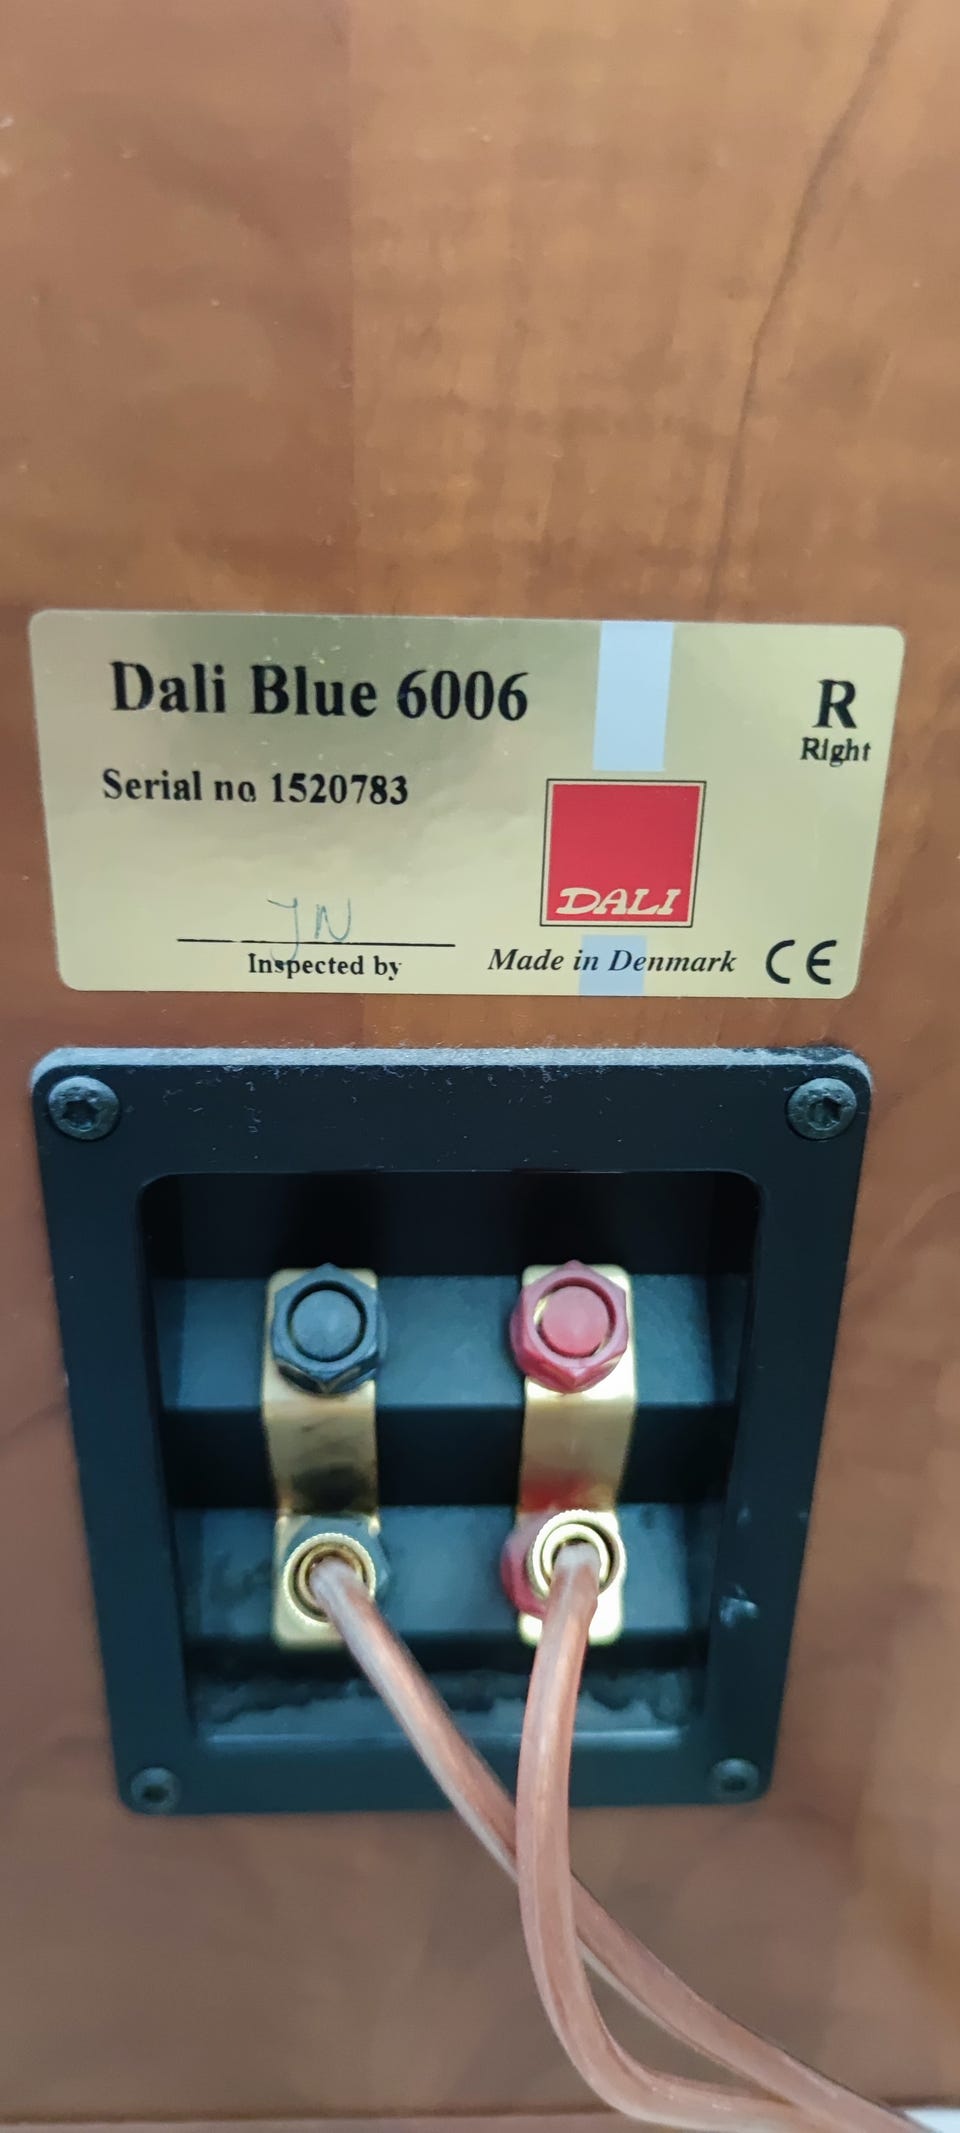 Dali Blue 6006
R
Right
Serial no 1520783
DALI
JN
Inspected by
Made in Denmark CE